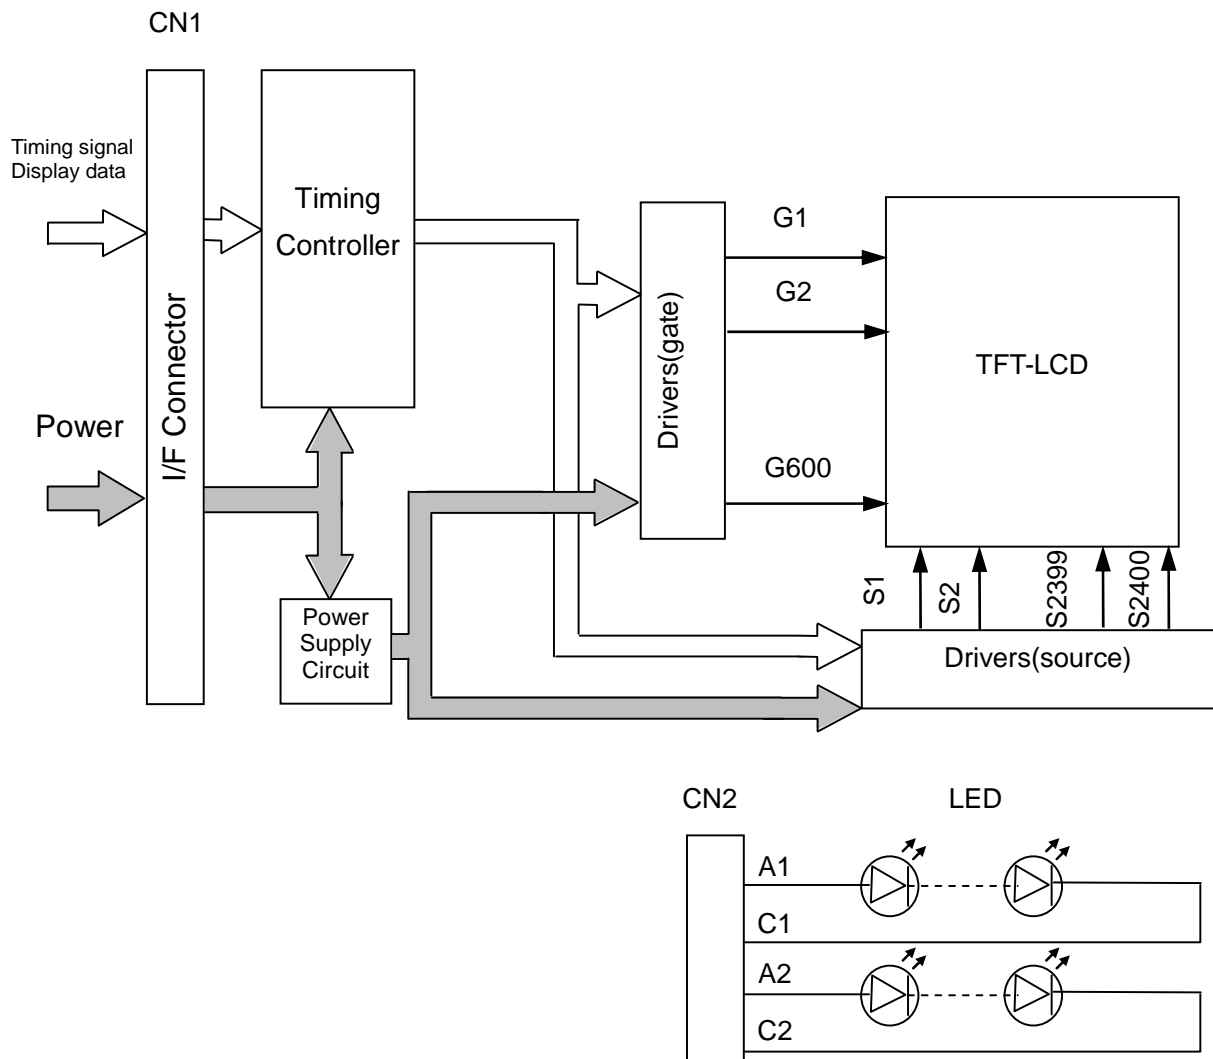 CN1
Timing signal
Display data
Timing
Controller
I/F Connector
Power
Power
Supply
Circuit
Drivers(gate)
G1
G2
G600
TFT-LCD
S1
S2
S2399
S2400
Drivers(source)
CN2
LED
A1
C1
A2
C2